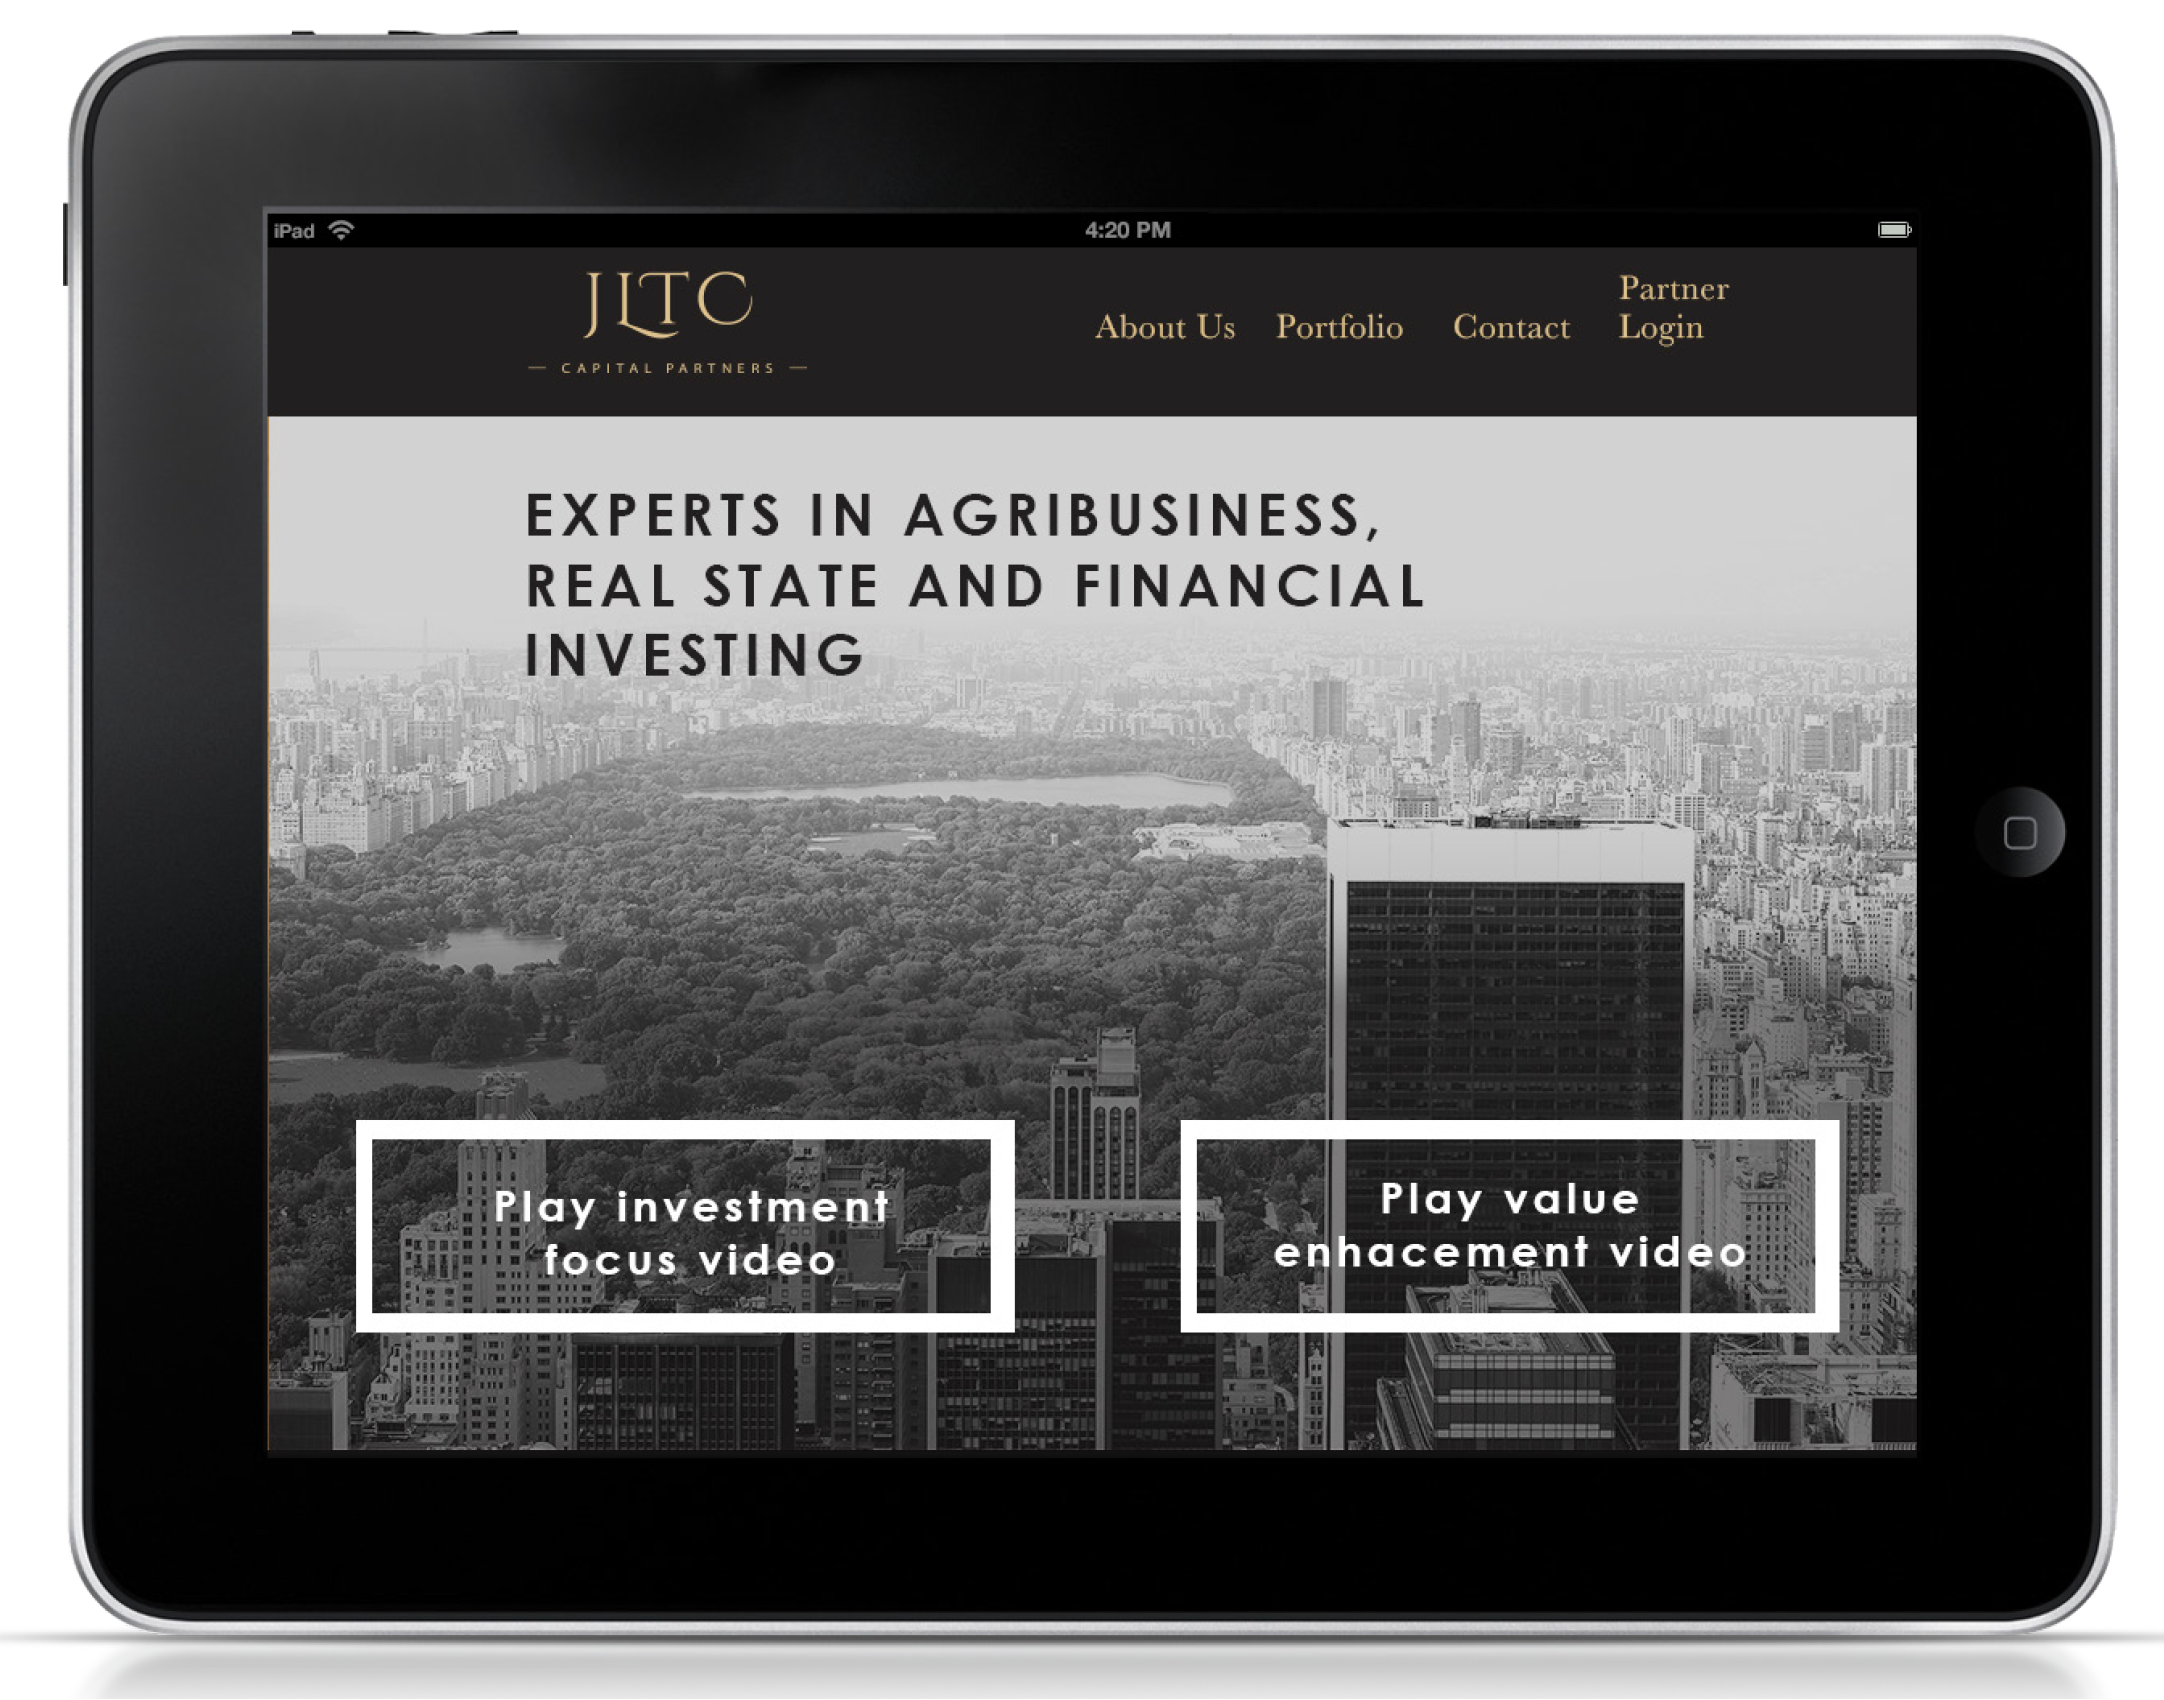 iPad
4:20 PM
JLTC
— CAPITAL PARTNERS —
About Us
Portfolio
Contact
Partner
Login
EXPERTS IN AGRIBUSINESS,
REAL STATE AND FINANCIAL
INVESTING
Play investment
focus video
Play value
enhacement video